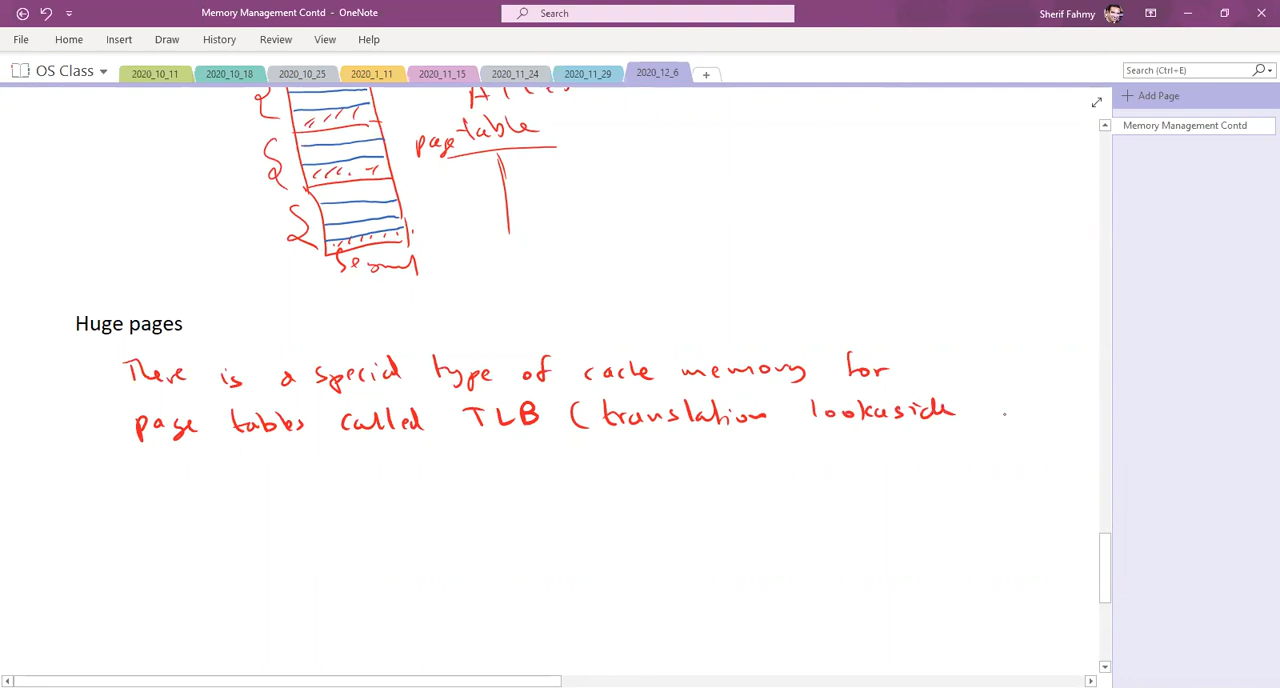 Memory Management Contd - OneNote
Search
Sherif Fahmy
File Home Insert Draw History Review View Help
OS Class
2020_10_11 2020_10_18 2020_10_25 2020_1_11 2020_11_15 2020_11_24 2020_11_29 2020_12_6 +
Search (Ctrl+E)
Add Page
Memory Management Contd
page table
Huge pages
There is a special type of cache memory for
page tables called TLB (translation lookaside